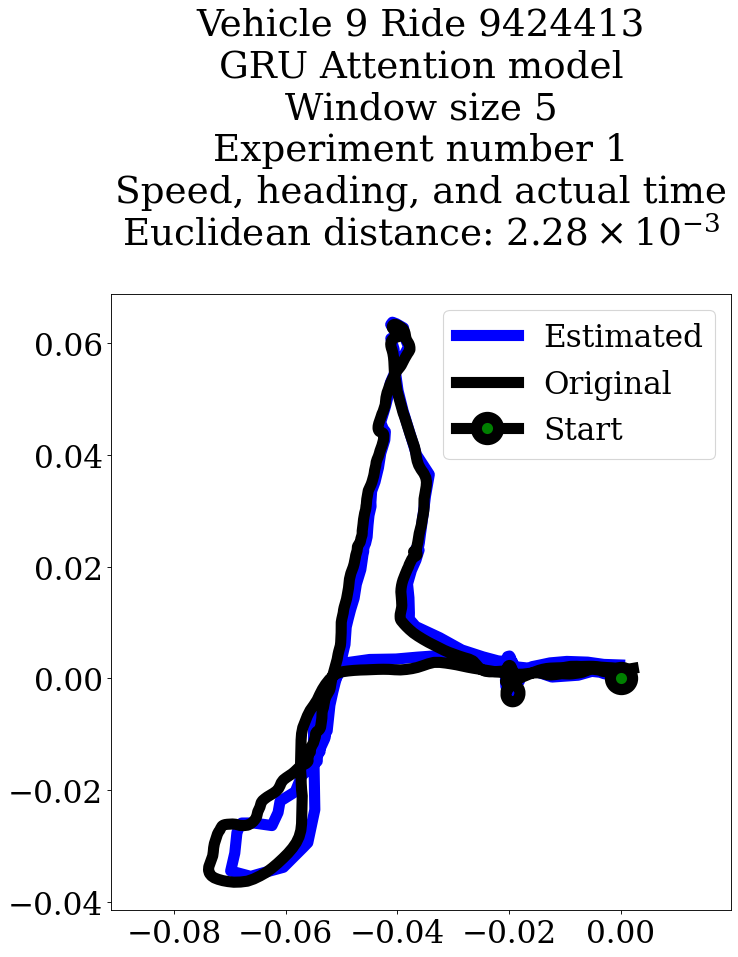 Vehicle 9 Ride 9424413
GRU Attention model
Window size 5
Experiment number 1
Speed, heading, and actual time
Euclidean distance: 2.28 × 10⁻³
Estimated
Original
Start
0.06
0.04
0.02
0.00
−0.02
−0.04
−0.08 −0.06 −0.04 −0.02 0.00